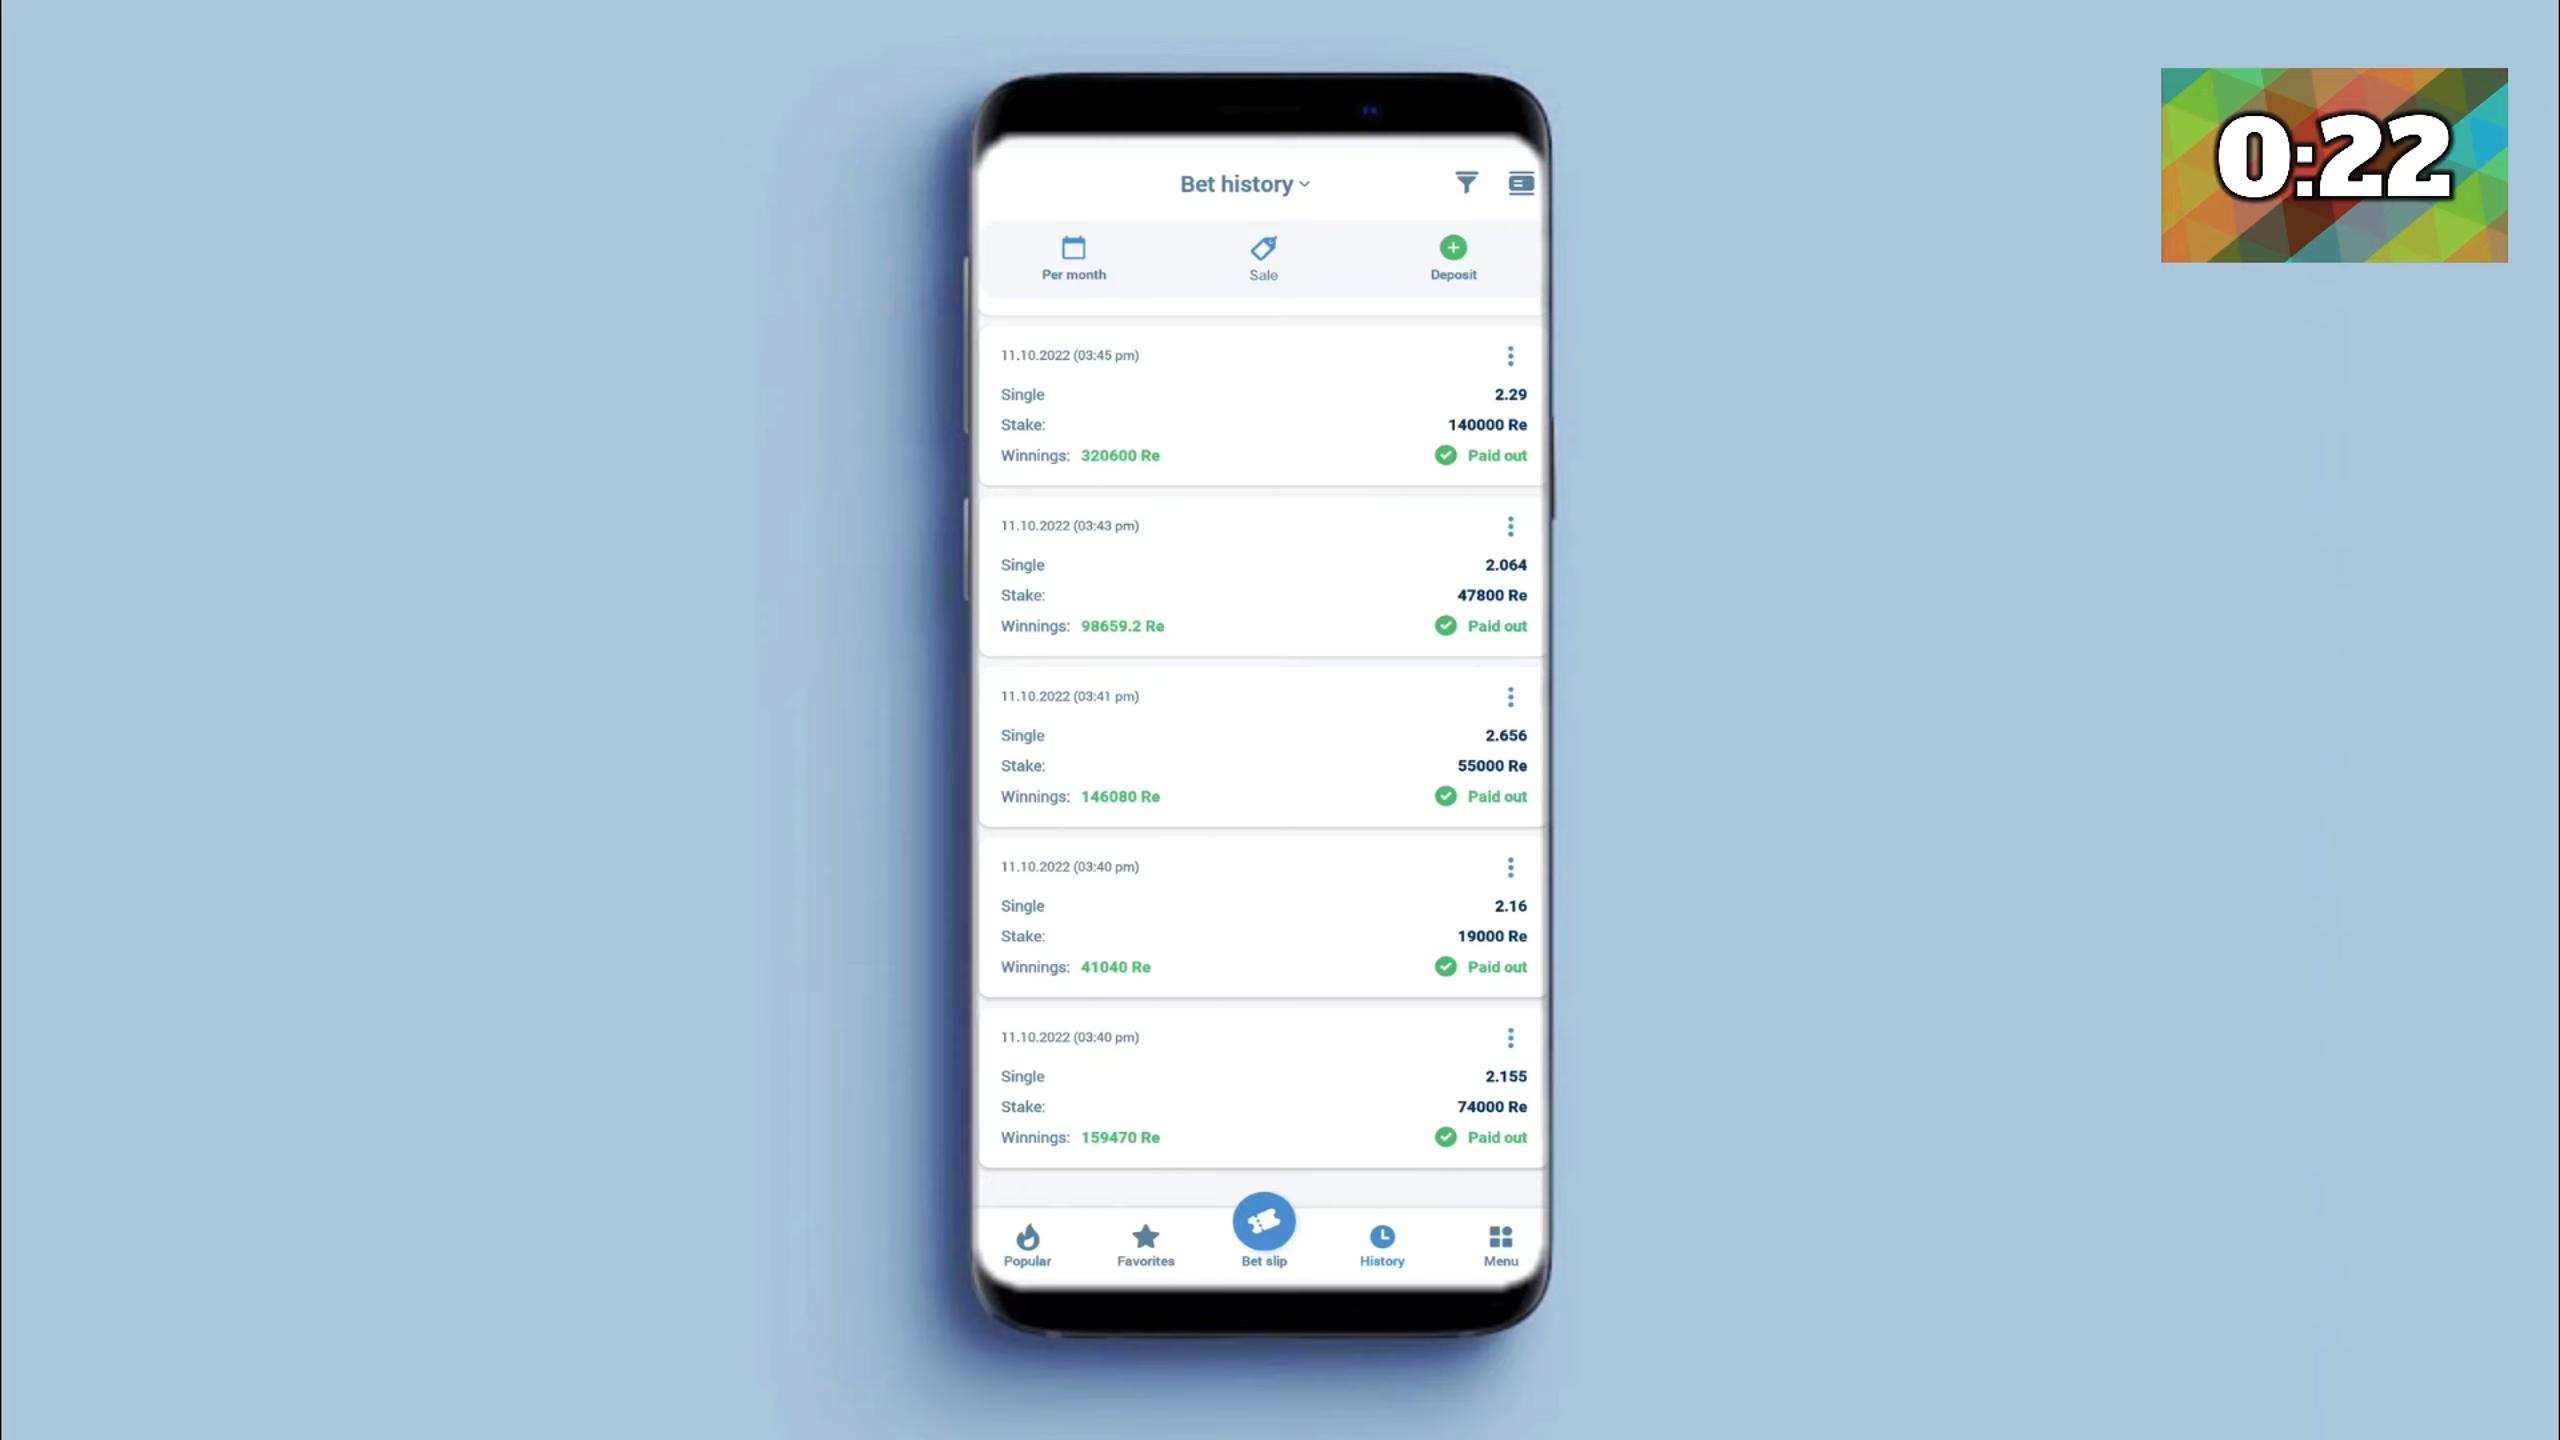 0:22
Bet history
Per month
Sale
Deposit
11.10.2022 (03:45 pm)
Single 2.29
Stake: 140000 Re
Winnings: 320600 Re Paid out
11.10.2022 (03:43 pm)
Single 2.064
Stake: 47800 Re
Winnings: 98659.2 Re Paid out
11.10.2022 (03:41 pm)
Single 2.656
Stake: 55000 Re
Winnings: 146080 Re Paid out
11.10.2022 (03:40 pm)
Single 2.16
Stake: 19000 Re
Winnings: 41040 Re Paid out
11.10.2022 (03:40 pm)
Single 2.155
Stake: 74000 Re
Winnings: 159470 Re Paid out
Popular
Favorites
Bet slip
History
Menu